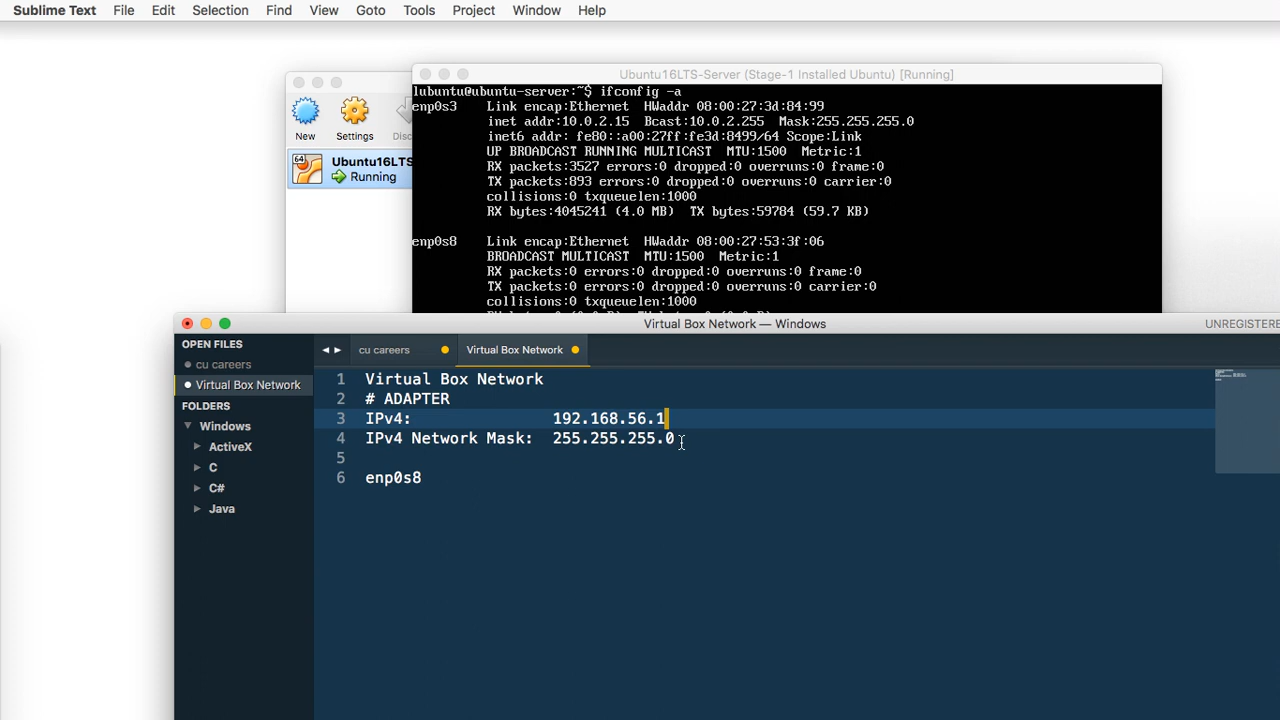 Sublime Text File Edit Selection Find View Goto Tools Project Window Help
Ubuntu16LTS-Server (Stage-1 Installed Ubuntu) [Running]
New Settings
64 Ubuntu16LTS
Running
lubuntu@ubuntu-server:~$ ifconfig -a
enp0s3 Link encap:Ethernet HWaddr 08:00:27:3d:84:99
inet addr:10.0.2.15 Bcast:10.0.2.255 Mask:255.255.255.0
inet6 addr: fe80::a00:27ff:fe3d:8499/64 Scope:Link
UP BROADCAST RUNNING MULTICAST MTU:1500 Metric:1
RX packets:3527 errors:0 dropped:0 overruns:0 frame:0
TX packets:893 errors:0 dropped:0 overruns:0 carrier:0
collisions:0 txqueuelen:1000
RX bytes:4045241 (4.0 MB) TX bytes:59784 (59.7 KB)
enp0s8 Link encap:Ethernet HWaddr 08:00:27:53:3f:06
BROADCAST MULTICAST MTU:1500 Metric:1
RX packets:0 errors:0 dropped:0 overruns:0 frame:0
TX packets:0 errors:0 dropped:0 overruns:0 carrier:0
collisions:0 txqueuelen:1000
Virtual Box Network — Windows UNREGISTERE
OPEN FILES
cu careers
Virtual Box Network
FOLDERS
Windows
ActiveX
C
C#
Java
cu careers Virtual Box Network
1 Virtual Box Network
2 # ADAPTER
3 IPv4: 192.168.56.1
4 IPv4 Network Mask: 255.255.255.0
5
6 enp0s8